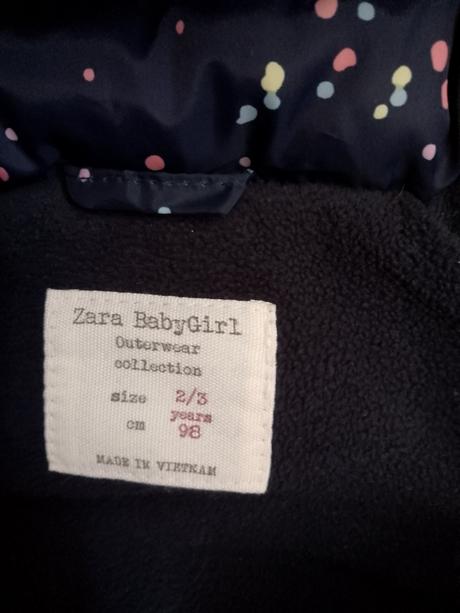 Zara BabyGirl
Outerwear
collection
size 2/3
years
cm 98
MADE IN VIETNAM